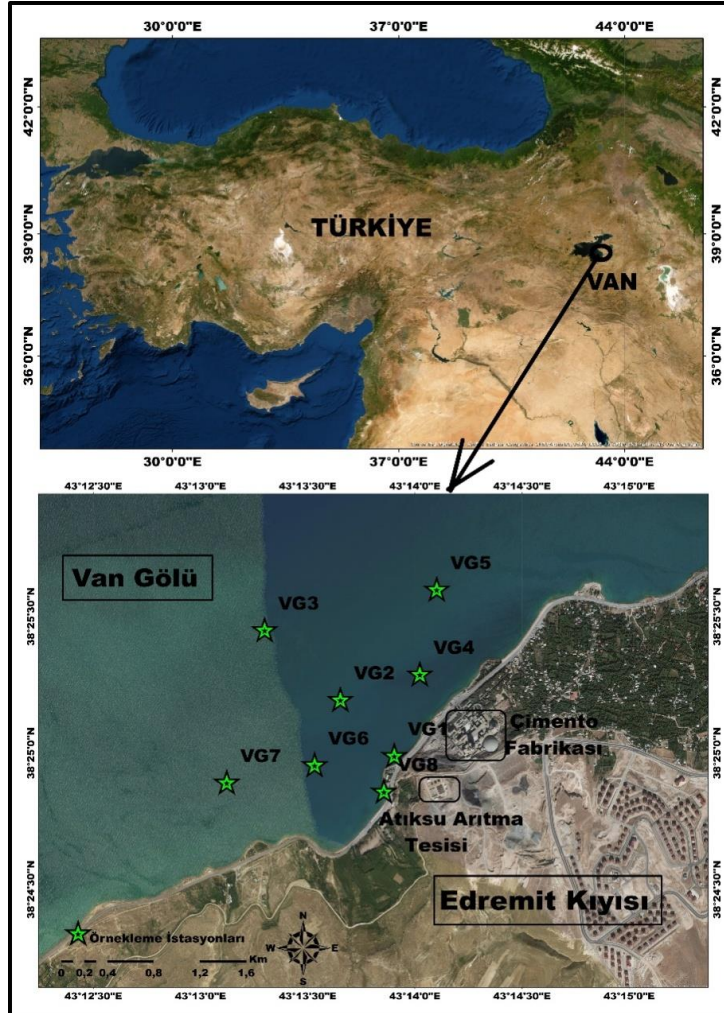 30°0'0"E 37°0'0"E 44°0'0"E
42°0'0"N 42°0'0"N
39°0'0"N 39°0'0"N
36°0'0"N 36°0'0"N
TÜRKİYE
VAN
30°0'0"E 37°0'0"E 44°0'0"E
43°12'30"E 43°13'0"E 43°13'30"E 43°14'0"E 43°14'30"E 43°15'0"E
Van Gölü
VG5
38°25'30"N 38°25'30"N
VG3
VG4
VG2
VG1
Çimento
Fabrikası
38°25'0"N 38°25'0"N
VG6
VG7
VG8
Atıksu Arıtma
Tesisi
38°24'30"N 38°24'30"N
Edremit Kıyısı
Örnekleme İstasyonları
N
W E
S
0 0,2 0,4 0,8 1,2 1,6
Km
43°12'30"E 43°13'0"E 43°13'30"E 43°14'0"E 43°14'30"E 43°15'0"E